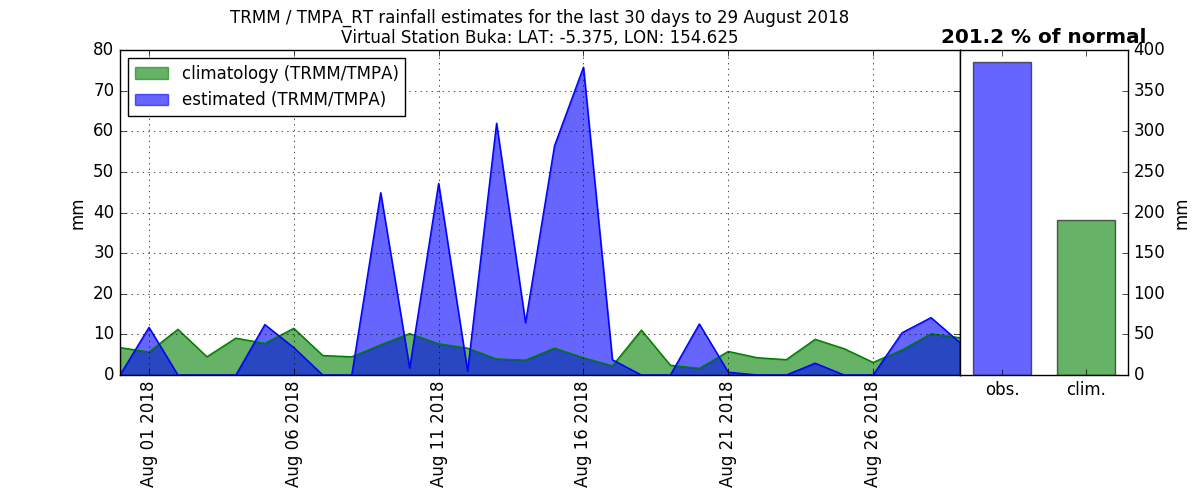 TRMM / TMPA_RT rainfall estimates for the last 30 days to 29 August 2018
Virtual Station Buka: LAT: -5.375, LON: 154.625
201.2 % of normal
climatology (TRMM/TMPA)
estimated (TRMM/TMPA)
80
70
60
50
40
30
20
10
0
mm
Aug 01 2018
Aug 06 2018
Aug 11 2018
Aug 16 2018
Aug 21 2018
Aug 26 2018
400
350
300
250
200
150
100
50
0
mm
obs.
clim.